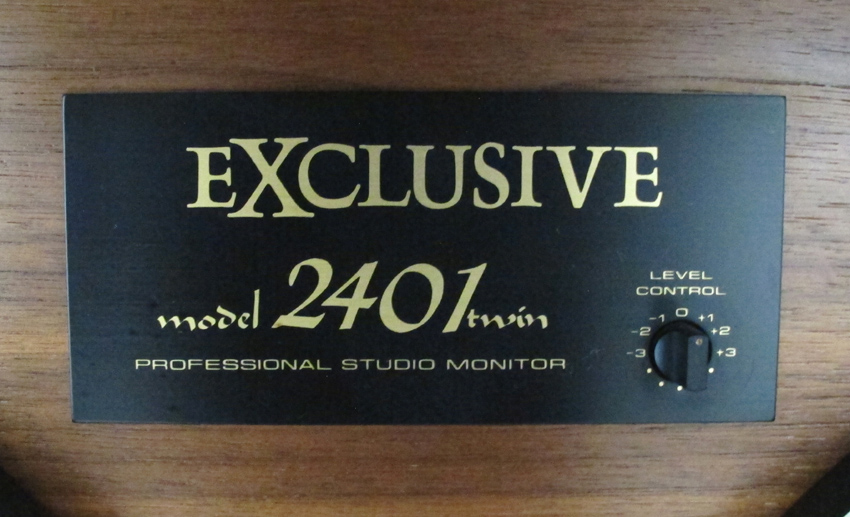 EXCLUSIVE
model 2401 twin
PROFESSIONAL STUDIO MONITOR
LEVEL
CONTROL
-3 -2 -1 0 +1 +2 +3